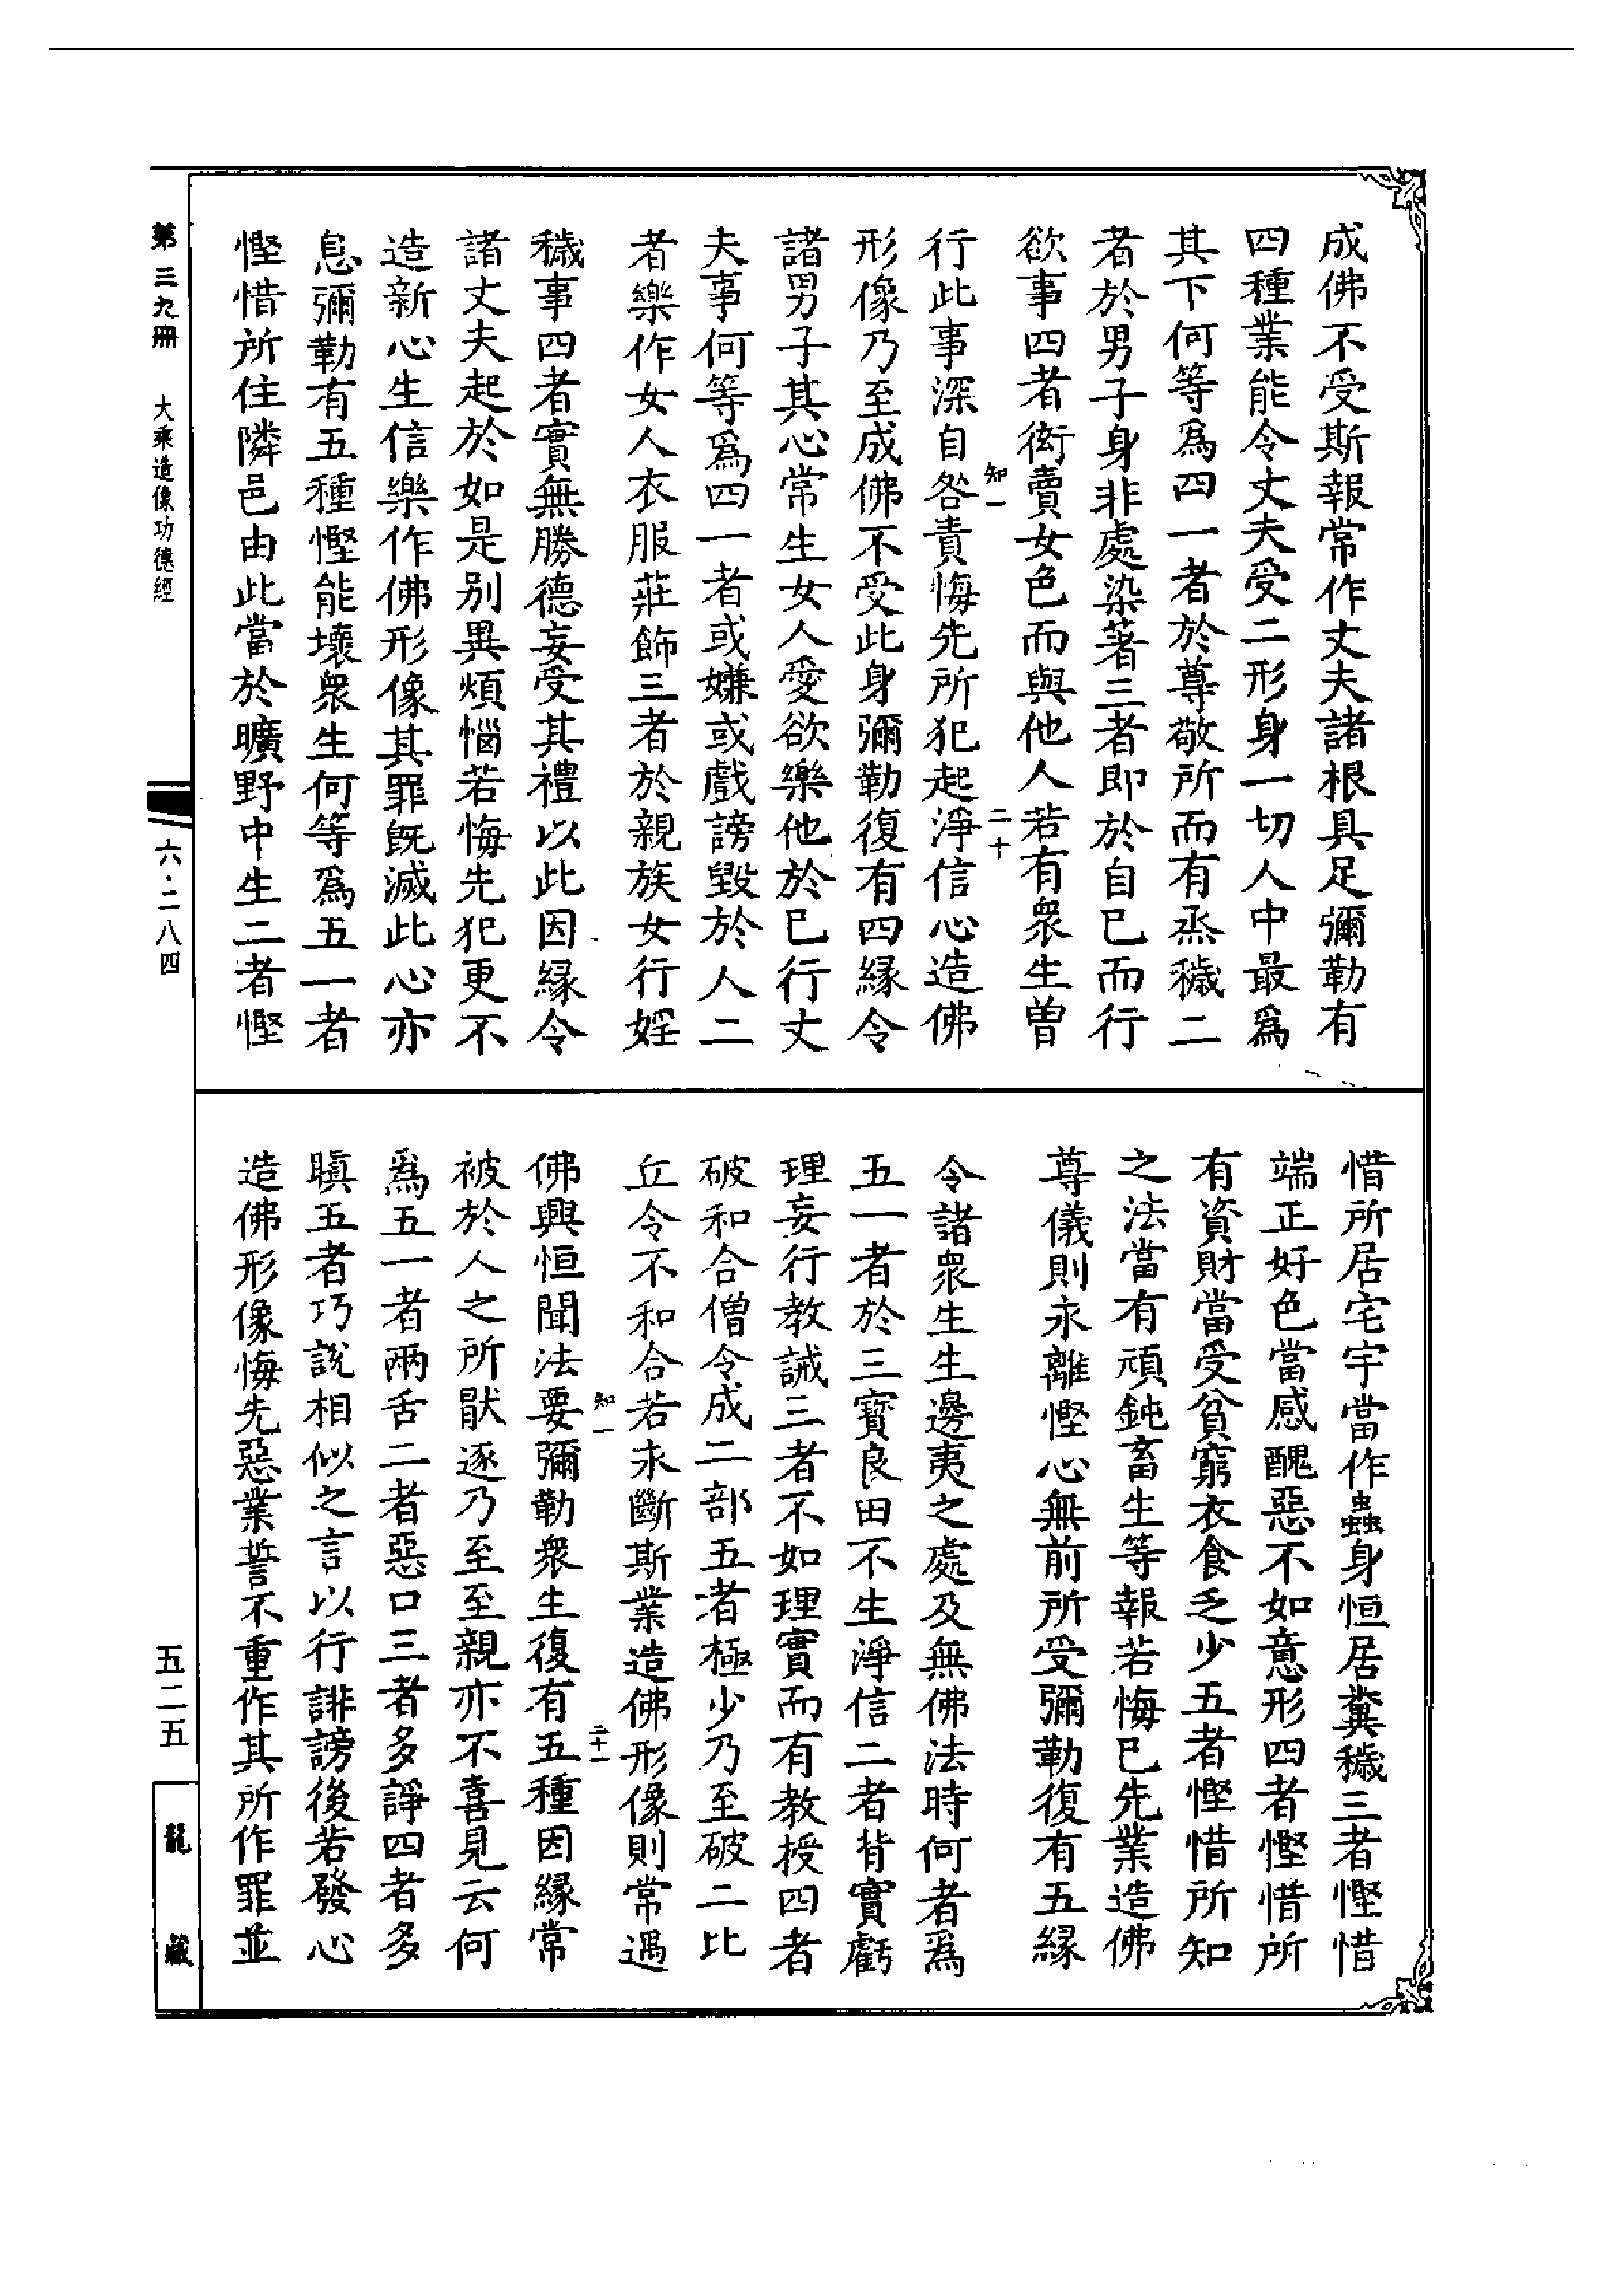 成佛不受斯報常作丈夫諸根具足彌勒有
四種業能令丈夫受二形身一切人中最爲
其下何等爲四一者於尊敬所而有烝穢二
者於男子身非處染著三者即於自已而行
欲事四者衒賣女色而與他人若有衆生曾
知一
二十
行此事深自咎責悔先所犯起淨信心造佛
形像乃至成佛不受此身彌勒復有四縁令
諸男子其心常生女人愛欲樂他於已行丈
夫事何等爲四一者或嫌或戲謗毀於人二
者樂作女人衣服莊飾三者於親族女行婬
穢事四者實無勝德妄受其禮以此因緣令
諸丈夫起於如是別異煩惱若悔先犯更不
造新心生信樂作佛形像其罪旣滅此心亦
息彌勒有五種慳能壞衆生何等爲五一者
慳惜所住隣邑由此當於曠野中生二者慳
惜所居宅宇當作蟲身恒居糞穢三者慳惜
端正好色當感醜惡不如意形四者慳惜所
有資財當受貧窮衣食乏少五者慳惜所知
之法當有頑鈍畜生等報若悔已先業造佛
尊儀則永離慳心無前所受彌勒復有五緣
令諸衆生生邊夷之處及無佛法時何者爲
五一者於三寶良田不生淨信二者背實虧
理妄行教誡三者不如理實而有教授四者
破和合僧令成二部五者極少乃至破二比
丘令不和合若永斷斯業造佛形像則常遇
知一
二十一
佛興恒聞法要彌勒衆生復有五種因緣常
被於人之所猒逐乃至至親亦不喜見云何
爲五一者兩舌二者惡口三者多諍四者多
瞋五者巧說相似之言以行誹謗後若發心
造佛形像悔先惡業誓不重作其所作罪並
第三九冊
大乘造像功德經
六·二八四
五二五
龍藏